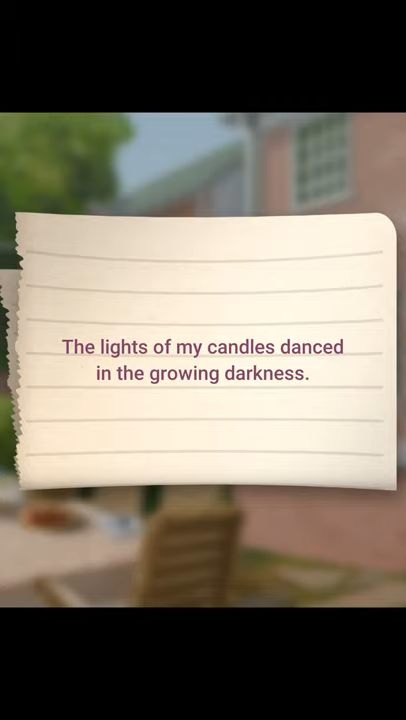 The lights of my candles danced
in the growing darkness.